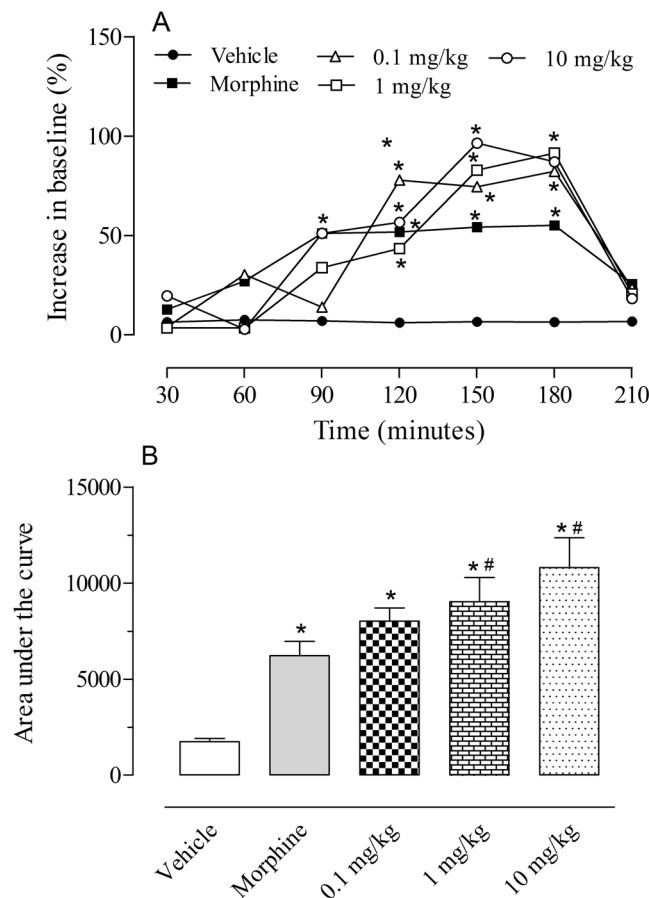 A
Increase in baseline (%)
150
100
50
0
Vehicle
0.1 mg/kg
10 mg/kg
Morphine
1 mg/kg
*
*
*
*
*
*
*
*
*
*
*
*
*
*
30 60 90 120 150 180 210
Time (minutes)
B
Area under the curve
15000
10000
5000
0
*
*
* #
* #
Vehicle
Morphine
0.1 mg/kg
1 mg/kg
10 mg/kg